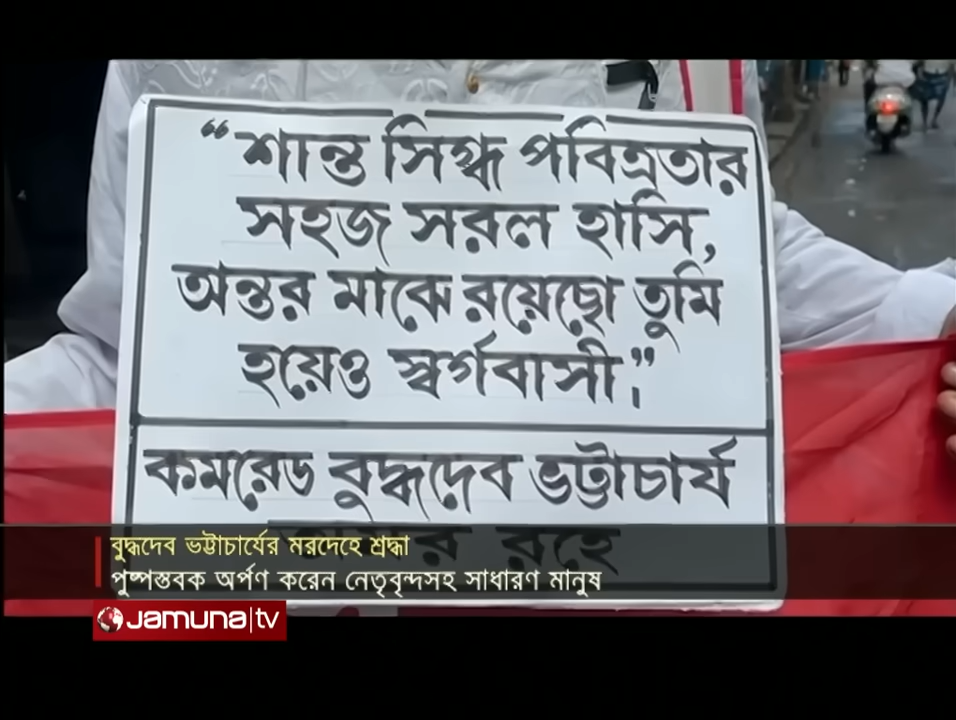 “শান্ত সিগ্ধ পবিত্রতার
সহজ সরল হাসি,
অন্তর মাঝে রয়েছো তুমি
হয়েও স্বর্গবাসী।”
কমরেড বুদ্ধদেব ভট্টাচার্য
রহে
বুদ্ধদেব ভট্টাচার্যের মরদেহে শ্রদ্ধা
পুষ্পস্তবক অর্পণ করেন নেতৃবৃন্দসহ সাধারণ মানুষ
Jamuna|tv